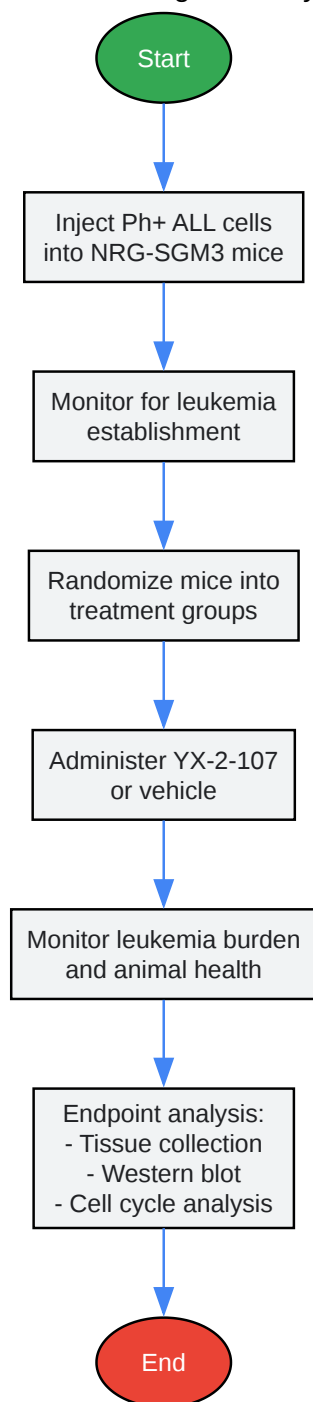 Start
Inject Ph+ ALL cells
into NRG-SGM3 mice
Monitor for leukemia
establishment
Randomize mice into
treatment groups
Administer YX-2-107
or vehicle
Monitor leukemia burden
and animal health
Endpoint analysis:
- Tissue collection
- Western blot
- Cell cycle analysis
End